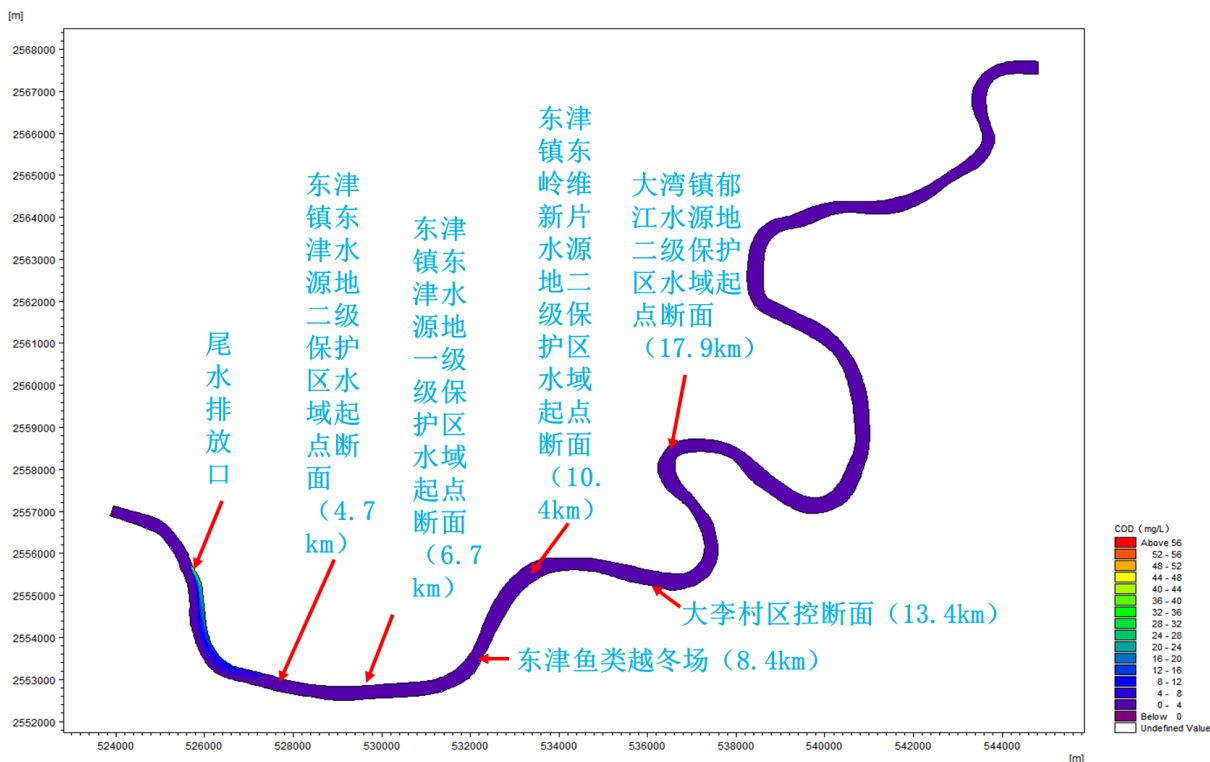 [m]
2568000
2567000
2566000
2565000
2564000
2563000
2562000
2561000
2560000
2559000
2558000
2557000
2556000
2555000
2554000
2553000
2552000
尾
水
排
放
口
东津
镇东
津水
源地
二级
保护
区水
域起
点断
面
（4.7
km）
东津
镇东
津水
源地
一级
级保
护区
水域
起点
断面
（6.7
km）
东津
镇东
岭维
新片
水源
地二
级保
护区
水域
起点
断面
（10.
4km）
大湾镇郁
江水源地
二级保护
区水域起
点断面
（17.9km）
大李村区控断面（13.4km）
东津鱼类越冬场（8.4km）
524000 526000 528000 530000 532000 534000 536000 538000 540000 542000 544000
[m]
COD（mg/L）
Above 56
52 - 56
48 - 52
44 - 48
40 - 44
36 - 40
32 - 36
28 - 32
24 - 28
20 - 24
16 - 20
12 - 16
8 - 12
4 - 8
0 - 4
Below 0
Undefined Value